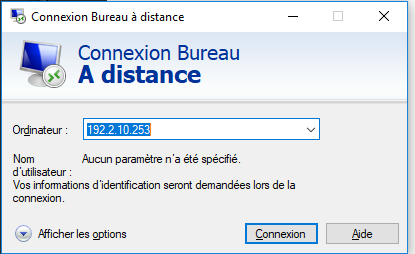 Connexion Bureau à distance
Connexion Bureau
A distance
Ordinateur :
192.2.10.253
Nom d'utilisateur :
Aucun paramètre n'a été spécifié.
Vos informations d'identification seront demandées lors de la
connexion.
Afficher les options
Connexion
Aide